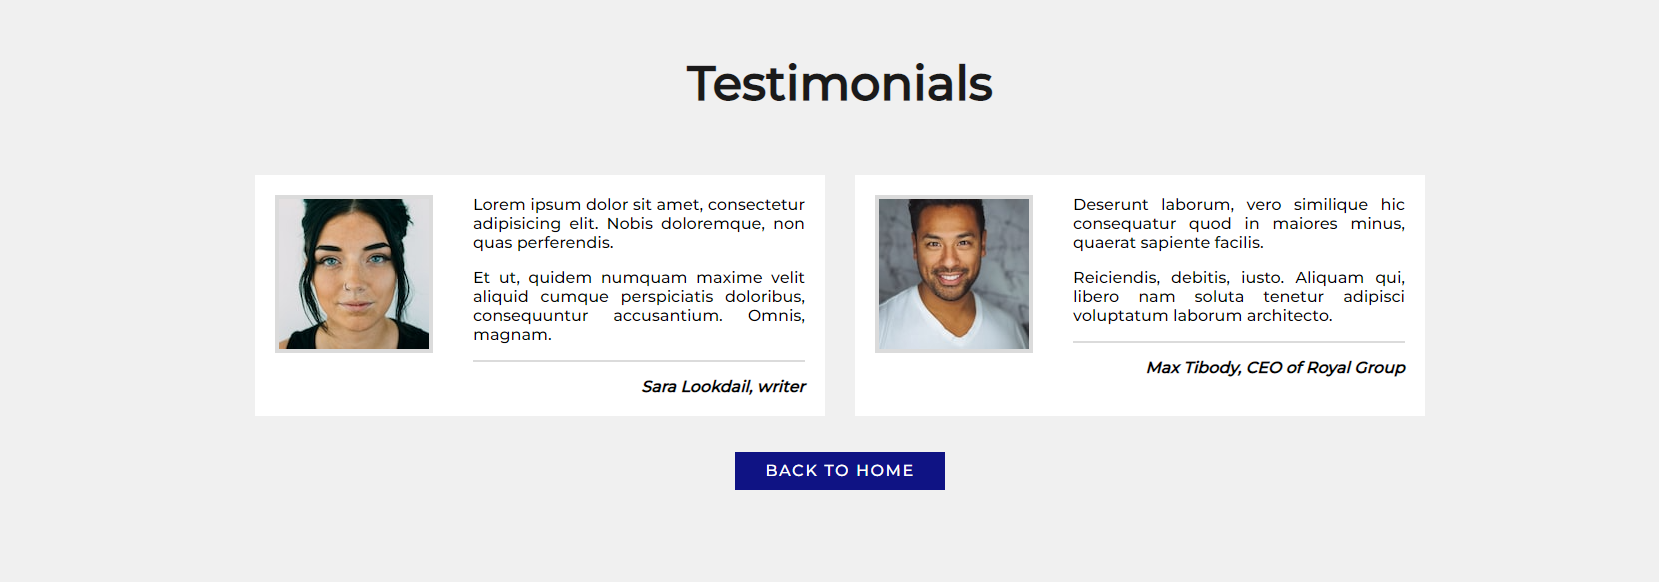 Testimonials
Lorem ipsum dolor sit amet, consectetur
adipisicing elit. Nobis doloremque, non
quas perferendis.
Et ut, quidem numquam maxime velit
aliquid cumque perspiciatis doloribus,
consequuntur accusantium. Omnis,
magnam.
Sara Lookdail, writer
Deserunt laborum, vero similique hic
consequatur quod in maiores minus,
quaerat sapiente facilis.
Reiciendis, debitis, iusto. Aliquam qui,
libero nam soluta tenetur adipisci
voluptatum laborum architecto.
Max Tibody, CEO of Royal Group
BACK TO HOME